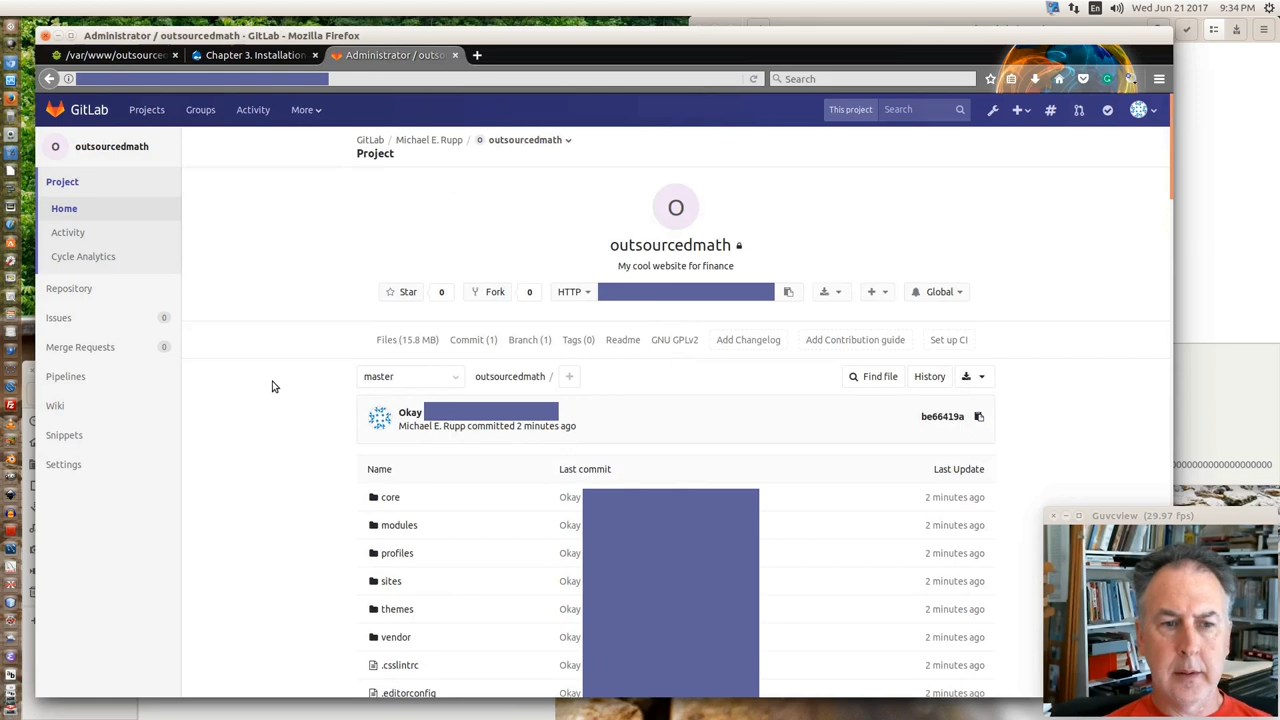 En
Wed Jun 21 2017 9:34 PM
Administrator / outsourcedmath · GitLab - Mozilla Firefox
/var/www/outsourced
Chapter 3. Installation
Administrator / outso
Search
GitLab Projects Groups Activity More
This project Search
O outsourcedmath
GitLab / Michael E. Rupp / O outsourcedmath
Project
Project
Home
Activity
Cycle Analytics
Repository
Issues 0
Merge Requests 0
Pipelines
Wiki
Snippets
Settings
O
outsourcedmath
My cool website for finance
Star 0 Fork 0 HTTP Global
Files (15.8 MB) Commit (1) Branch (1) Tags (0) Readme GNU GPLv2 Add Changelog Add Contribution guide Set up CI
master outsourcedmath / + Find file History
Okay
Michael E. Rupp committed 2 minutes ago
be66419a
Name Last commit Last Update
core Okay 2 minutes ago
modules Okay 2 minutes ago
profiles Okay 2 minutes ago
sites Okay 2 minutes ago
themes Okay 2 minutes ago
vendor Okay 2 minutes ago
.csslintrc Okay 2 minutes ago
.editorconfig Okay 2 minutes ago
Guvcview (29.97 fps)